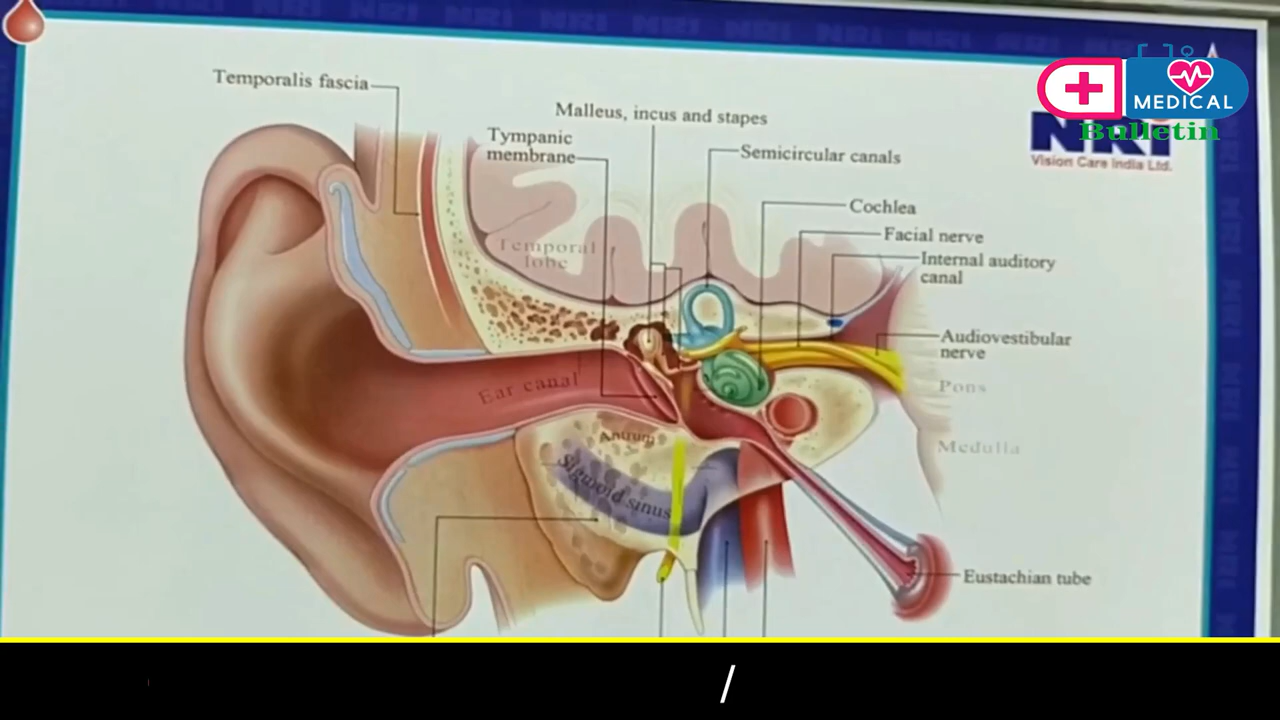 Temporalis fascia
Malleus, incus and stapes
Tympanic
membrane
Semicircular canals
Cochlea
Facial nerve
Internal auditory
canal
Audiovestibular
nerve
Temporal
lobe
Ear canal
Pons
Medulla
Antrum
Sigmoid sinus
Eustachian tube
MEDICAL
Bulletin
NRI
Vision Care India Ltd.
/